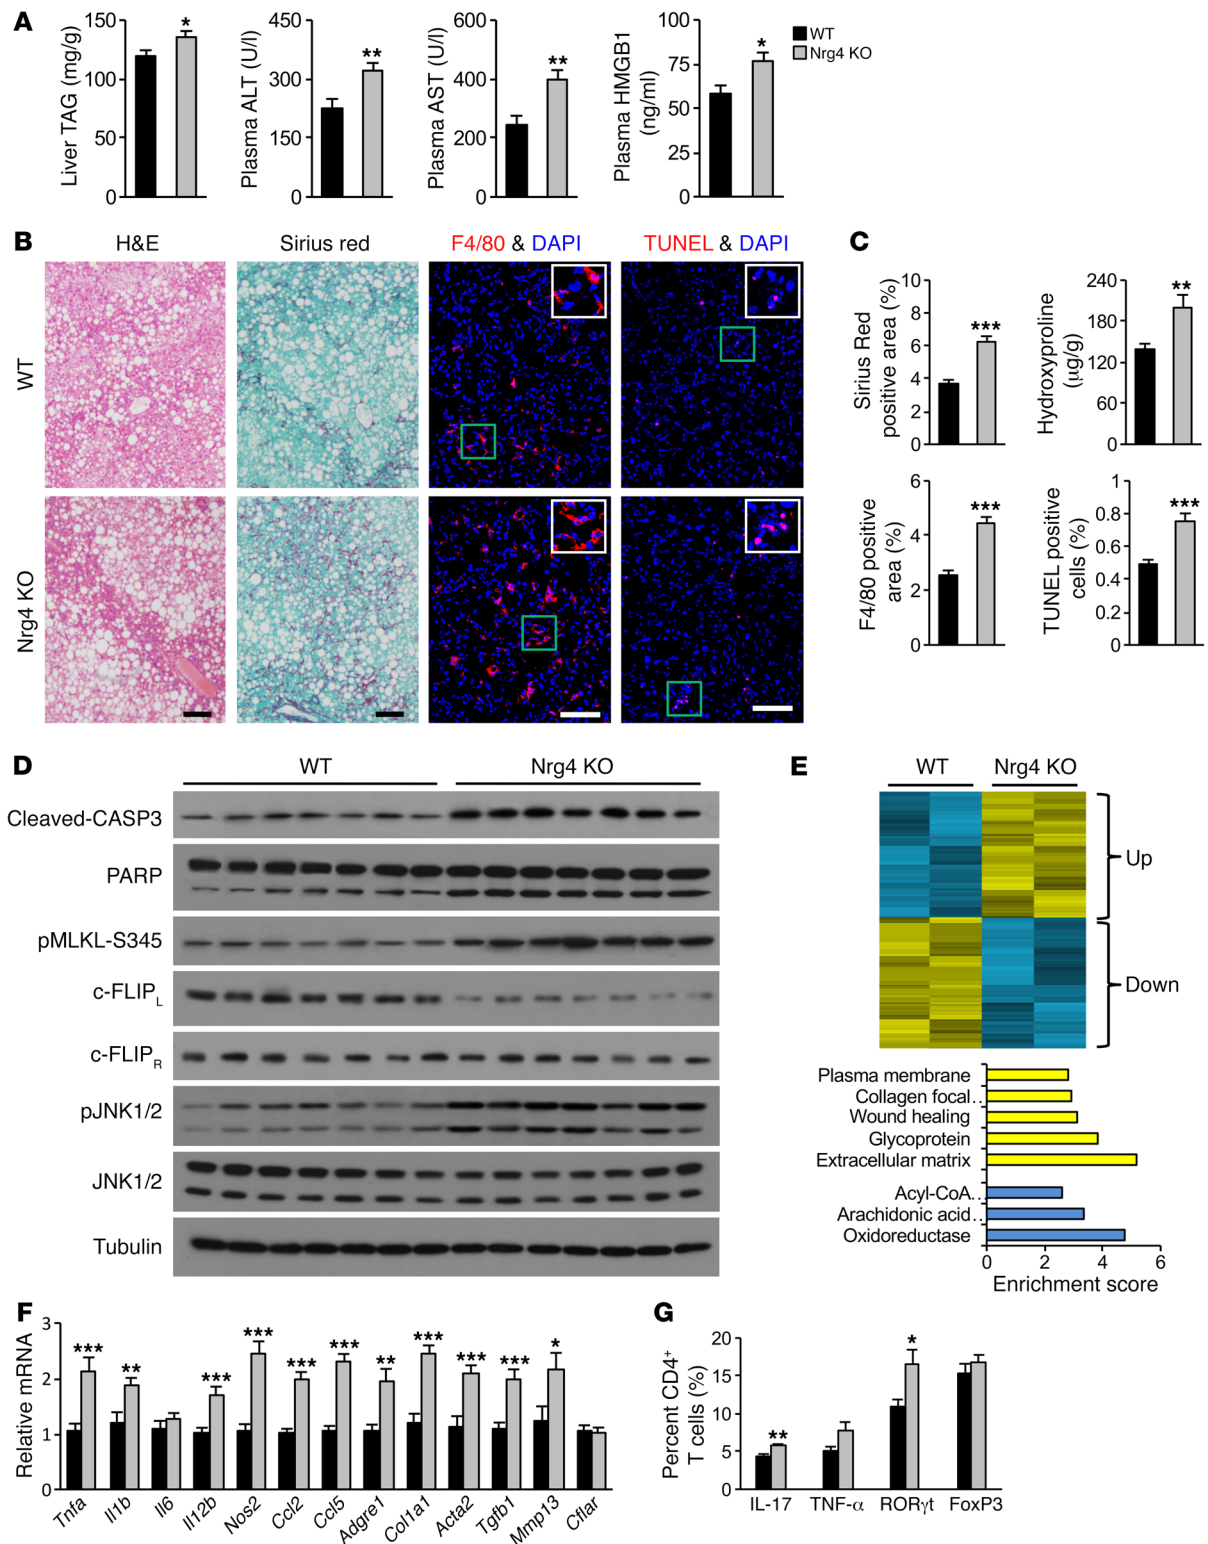 A
Liver TAG (mg/g)
150
100
50
0
*
Plasma ALT (U/l)
450
300
150
0
**
Plasma AST (U/l)
600
400
200
0
**
Plasma HMGB1
(ng/ml)
100
75
50
25
0
*
WT
Nrg4 KO
B
H&E
Sirius red
F4/80 & DAPI
TUNEL & DAPI
WT
Nrg4 KO
C
Sirius Red
positive area (%)
10
8
6
4
2
0
***
Hydroxyproline
(µg/g)
240
180
120
60
0
**
F4/80 positive
area (%)
6
4
2
0
***
TUNEL positive
cells (%)
1
0.8
0.6
0.4
0.2
0
***
D
WT
Nrg4 KO
Cleaved-CASP3
PARP
pMLKL-S345
c-FLIPL
c-FLIPR
pJNK1/2
JNK1/2
Tubulin
E
WT
Nrg4 KO
Up
Down
Plasma membrane
Collagen focal..
Wound healing
Glycoprotein
Extracellular matrix
Acyl-CoA..
Arachidonic acid..
Oxidoreductase
0 2 4 6
Enrichment score
F
Relative mRNA
3
2
1
0
*** ** *** *** *** *** ** *** *** *** *
Tnfa Il1b Il6 Il12b Nos2 Ccl2 Ccl5 Adgre1 Col1a1 Acta2 Tgfb1 Mmp13 Cflar
G
Percent CD4+
T cells (%)
20
15
10
5
0
** *
IL-17 TNF-α RORγt FoxP3